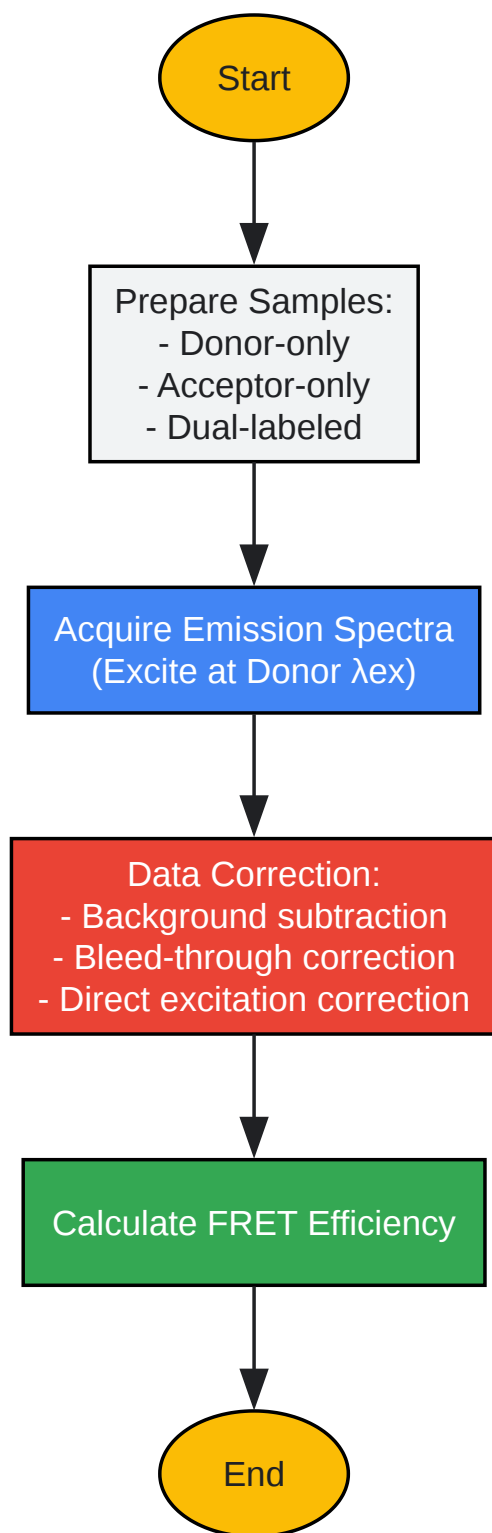 Start
Prepare Samples:
- Donor-only
- Acceptor-only
- Dual-labeled
Acquire Emission Spectra
(Excite at Donor λex)
Data Correction:
- Background subtraction
- Bleed-through correction
- Direct excitation correction
Calculate FRET Efficiency
End